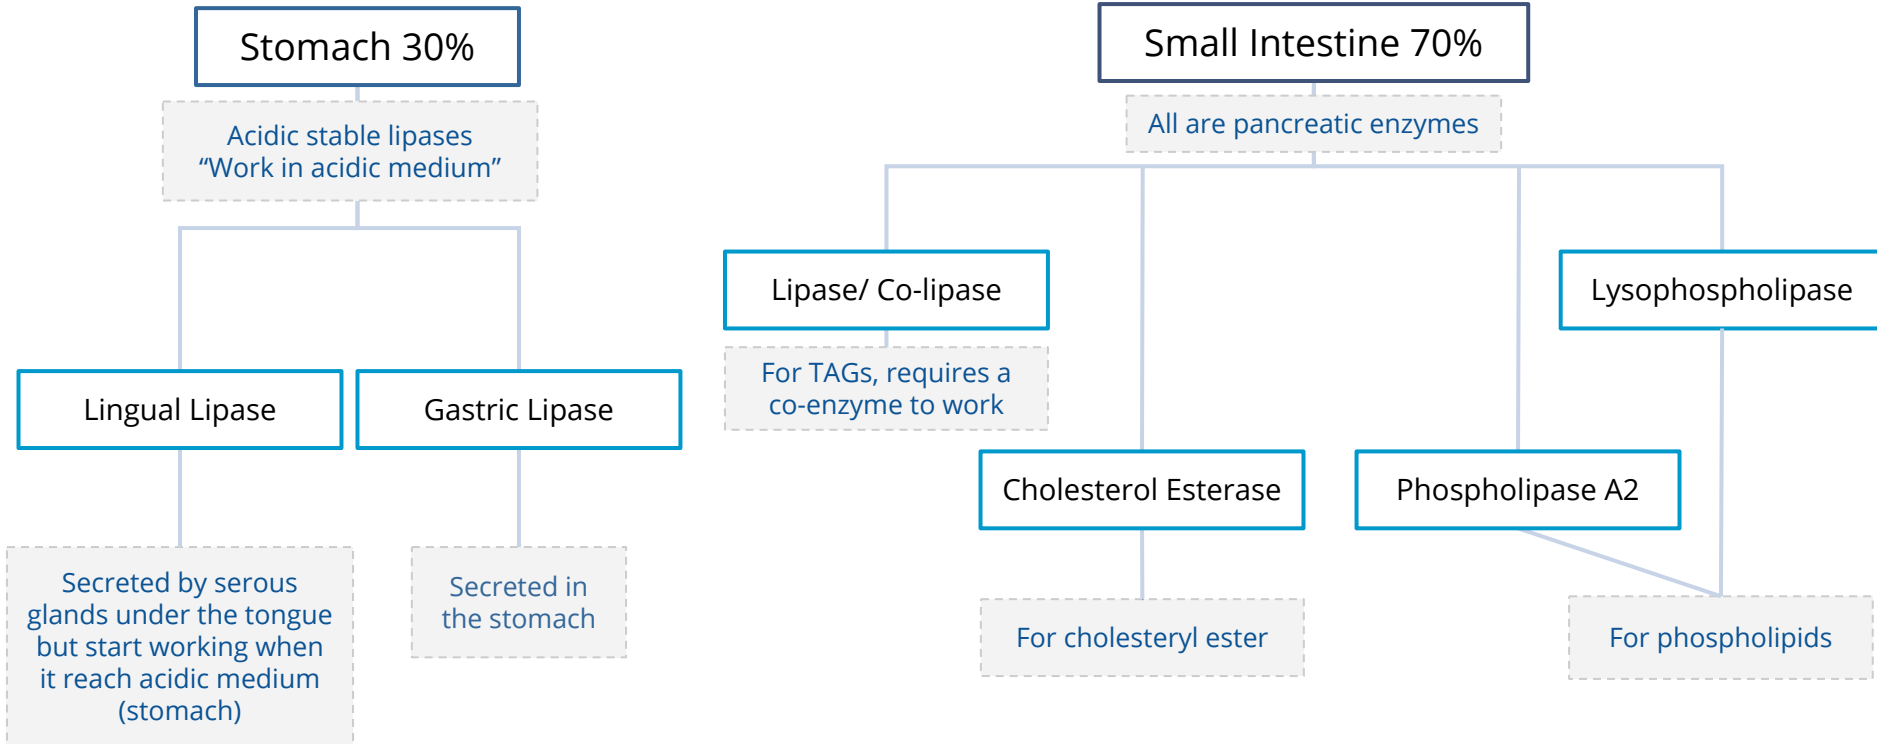 Stomach 30%
Acidic stable lipases
“Work in acidic medium”
Lingual Lipase
Gastric Lipase
Secreted by serous
glands under the tongue
but start working when
it reach acidic medium
(stomach)
Secreted in
the stomach
Small Intestine 70%
All are pancreatic enzymes
Lipase/ Co-lipase
For TAGs, requires a
co-enzyme to work
Cholesterol Esterase
For cholesteryl ester
Phospholipase A2
Lysophospholipase
For phospholipids